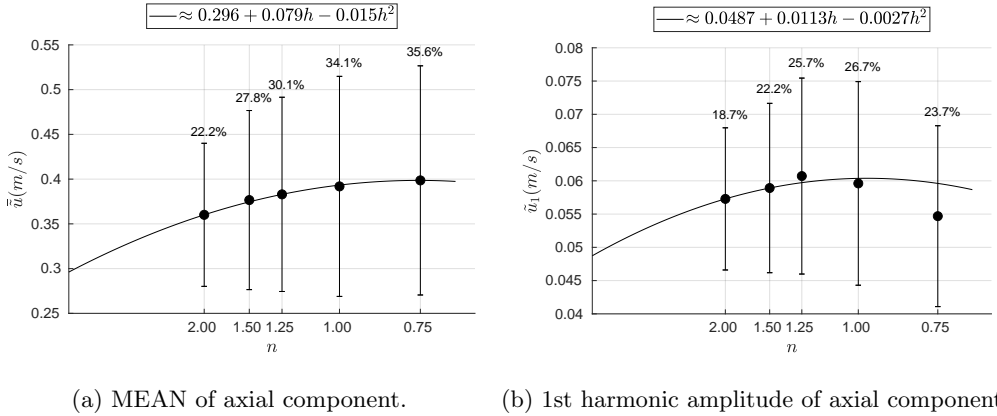 ≈ 0.296 + 0.079h − 0.015h²
≈ 0.0487 + 0.0113h − 0.0027h²
0.55
0.5
0.45
0.4
0.35
0.3
0.25
ū̄(m/s)
22.2%
27.8%
30.1%
34.1%
35.6%
2.00 1.50 1.25 1.00 0.75
n
0.08
0.075
0.07
0.065
0.06
0.055
0.05
0.045
0.04
ũ₁(m/s)
18.7%
22.2%
25.7%
26.7%
23.7%
2.00 1.50 1.25 1.00 0.75
n
(a) MEAN of axial component.
(b) 1st harmonic amplitude of axial component